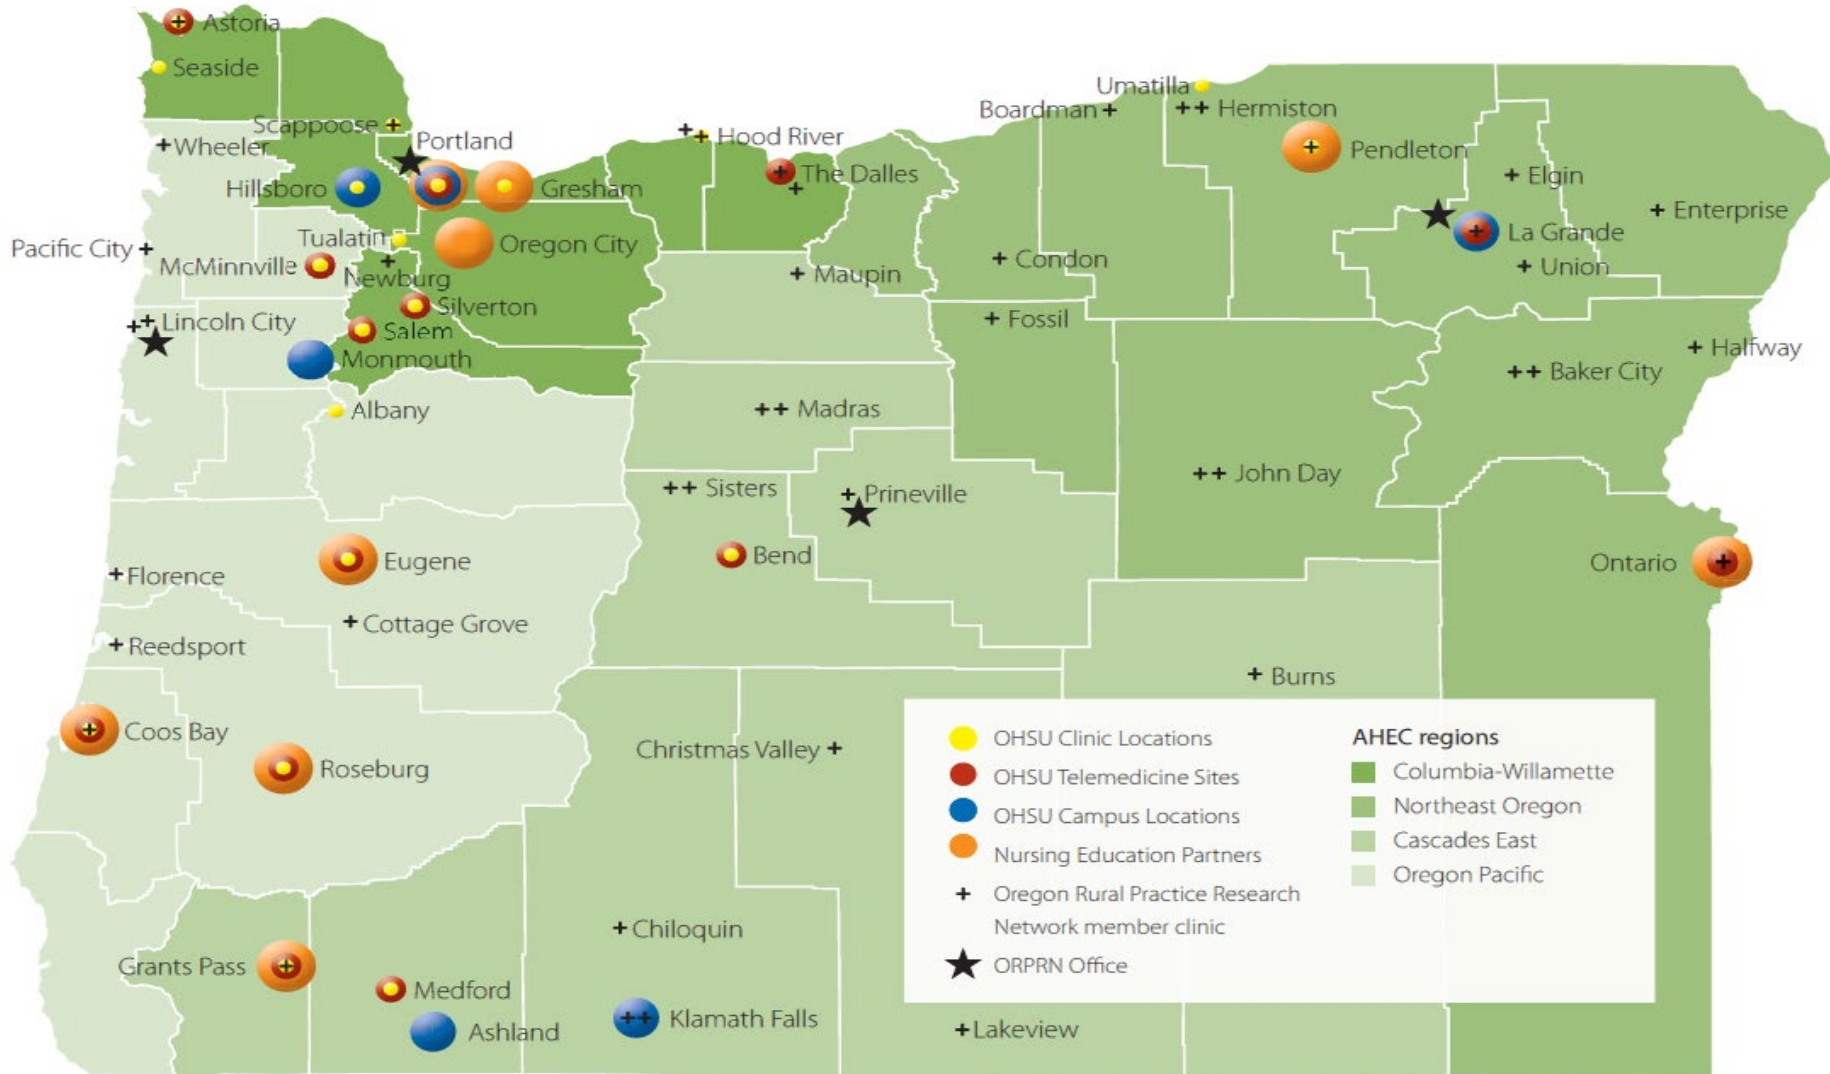 Astoria
Seaside
Umatilla
Boardman
Hermiston
Scappoose
Portland
Hood River
Wheeler
Pendleton
The Dalles
Elgin
Hillsboro
Gresham
Enterprise
La Grande
Tualatin
Oregon City
Pacific City
McMinnville
Newburg
Condon
Union
Maupin
Silverton
Lincoln City
Fossil
Salem
Halfway
Monmouth
Baker City
Albany
Madras
John Day
Sisters
Prineville
Bend
Eugene
Ontario
Florence
Cottage Grove
Reedsport
Burns
Coos Bay
Christmas Valley
Roseburg
Chiloquin
Grants Pass
Medford
Ashland
Klamath Falls
Lakeview
OHSU Clinic Locations
OHSU Telemedicine Sites
OHSU Campus Locations
Nursing Education Partners
Oregon Rural Practice Research
Network member clinic
ORPRN Office
AHEC regions
Columbia-Willamette
Northeast Oregon
Cascades East
Oregon Pacific